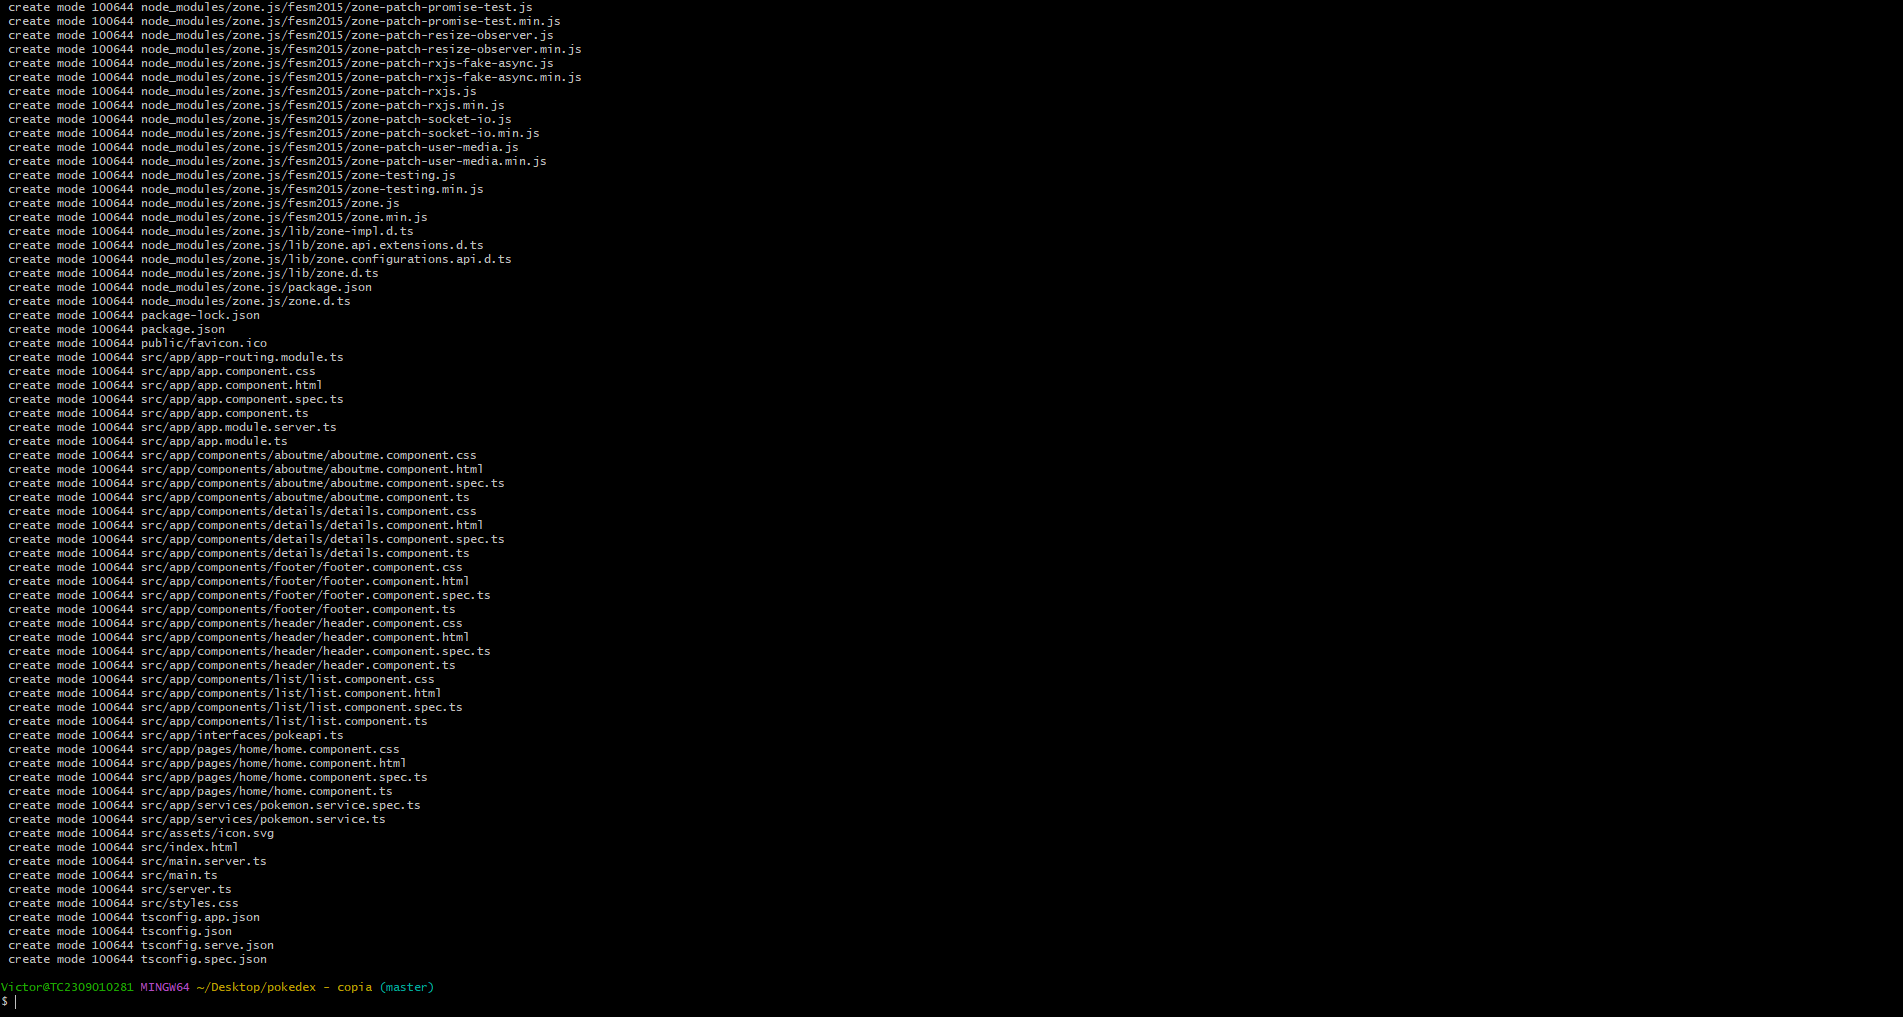 create mode 100644 node_modules/zone.js/fesm2015/zone-patch-promise-test.js
create mode 100644 node_modules/zone.js/fesm2015/zone-patch-promise-test.min.js
create mode 100644 node_modules/zone.js/fesm2015/zone-patch-resize-observer.js
create mode 100644 node_modules/zone.js/fesm2015/zone-patch-resize-observer.min.js
create mode 100644 node_modules/zone.js/fesm2015/zone-patch-rxjs-fake-async.js
create mode 100644 node_modules/zone.js/fesm2015/zone-patch-rxjs-fake-async.min.js
create mode 100644 node_modules/zone.js/fesm2015/zone-patch-rxjs.js
create mode 100644 node_modules/zone.js/fesm2015/zone-patch-rxjs.min.js
create mode 100644 node_modules/zone.js/fesm2015/zone-patch-socket-io.js
create mode 100644 node_modules/zone.js/fesm2015/zone-patch-socket-io.min.js
create mode 100644 node_modules/zone.js/fesm2015/zone-patch-user-media.js
create mode 100644 node_modules/zone.js/fesm2015/zone-patch-user-media.min.js
create mode 100644 node_modules/zone.js/fesm2015/zone-testing.js
create mode 100644 node_modules/zone.js/fesm2015/zone-testing.min.js
create mode 100644 node_modules/zone.js/fesm2015/zone.js
create mode 100644 node_modules/zone.js/fesm2015/zone.min.js
create mode 100644 node_modules/zone.js/lib/zone-impl.d.ts
create mode 100644 node_modules/zone.js/lib/zone.api.extensions.d.ts
create mode 100644 node_modules/zone.js/lib/zone.configurations.api.d.ts
create mode 100644 node_modules/zone.js/lib/zone.d.ts
create mode 100644 node_modules/zone.js/package.json
create mode 100644 node_modules/zone.js/zone.d.ts
create mode 100644 package-lock.json
create mode 100644 package.json
create mode 100644 public/favicon.ico
create mode 100644 src/app/app-routing.module.ts
create mode 100644 src/app/app.component.css
create mode 100644 src/app/app.component.html
create mode 100644 src/app/app.component.spec.ts
create mode 100644 src/app/app.component.ts
create mode 100644 src/app/app.module.server.ts
create mode 100644 src/app/app.module.ts
create mode 100644 src/app/components/aboutme/aboutme.component.css
create mode 100644 src/app/components/aboutme/aboutme.component.html
create mode 100644 src/app/components/aboutme/aboutme.component.spec.ts
create mode 100644 src/app/components/aboutme/aboutme.component.ts
create mode 100644 src/app/components/details/details.component.css
create mode 100644 src/app/components/details/details.component.html
create mode 100644 src/app/components/details/details.component.spec.ts
create mode 100644 src/app/components/details/details.component.ts
create mode 100644 src/app/components/footer/footer.component.css
create mode 100644 src/app/components/footer/footer.component.html
create mode 100644 src/app/components/footer/footer.component.spec.ts
create mode 100644 src/app/components/footer/footer.component.ts
create mode 100644 src/app/components/header/header.component.css
create mode 100644 src/app/components/header/header.component.html
create mode 100644 src/app/components/header/header.component.spec.ts
create mode 100644 src/app/components/header/header.component.ts
create mode 100644 src/app/components/list/list.component.css
create mode 100644 src/app/components/list/list.component.html
create mode 100644 src/app/components/list/list.component.spec.ts
create mode 100644 src/app/components/list/list.component.ts
create mode 100644 src/app/interfaces/pokeapi.ts
create mode 100644 src/app/pages/home/home.component.css
create mode 100644 src/app/pages/home/home.component.html
create mode 100644 src/app/pages/home/home.component.spec.ts
create mode 100644 src/app/pages/home/home.component.ts
create mode 100644 src/app/services/pokemon.service.spec.ts
create mode 100644 src/app/services/pokemon.service.ts
create mode 100644 src/assets/icon.svg
create mode 100644 src/index.html
create mode 100644 src/main.server.ts
create mode 100644 src/main.ts
create mode 100644 src/server.ts
create mode 100644 src/styles.css
create mode 100644 tsconfig.app.json
create mode 100644 tsconfig.json
create mode 100644 tsconfig.serve.json
create mode 100644 tsconfig.spec.json
Victor@TC2309010281 MINGW64 ~/Desktop/pokedex - copia (master)
$